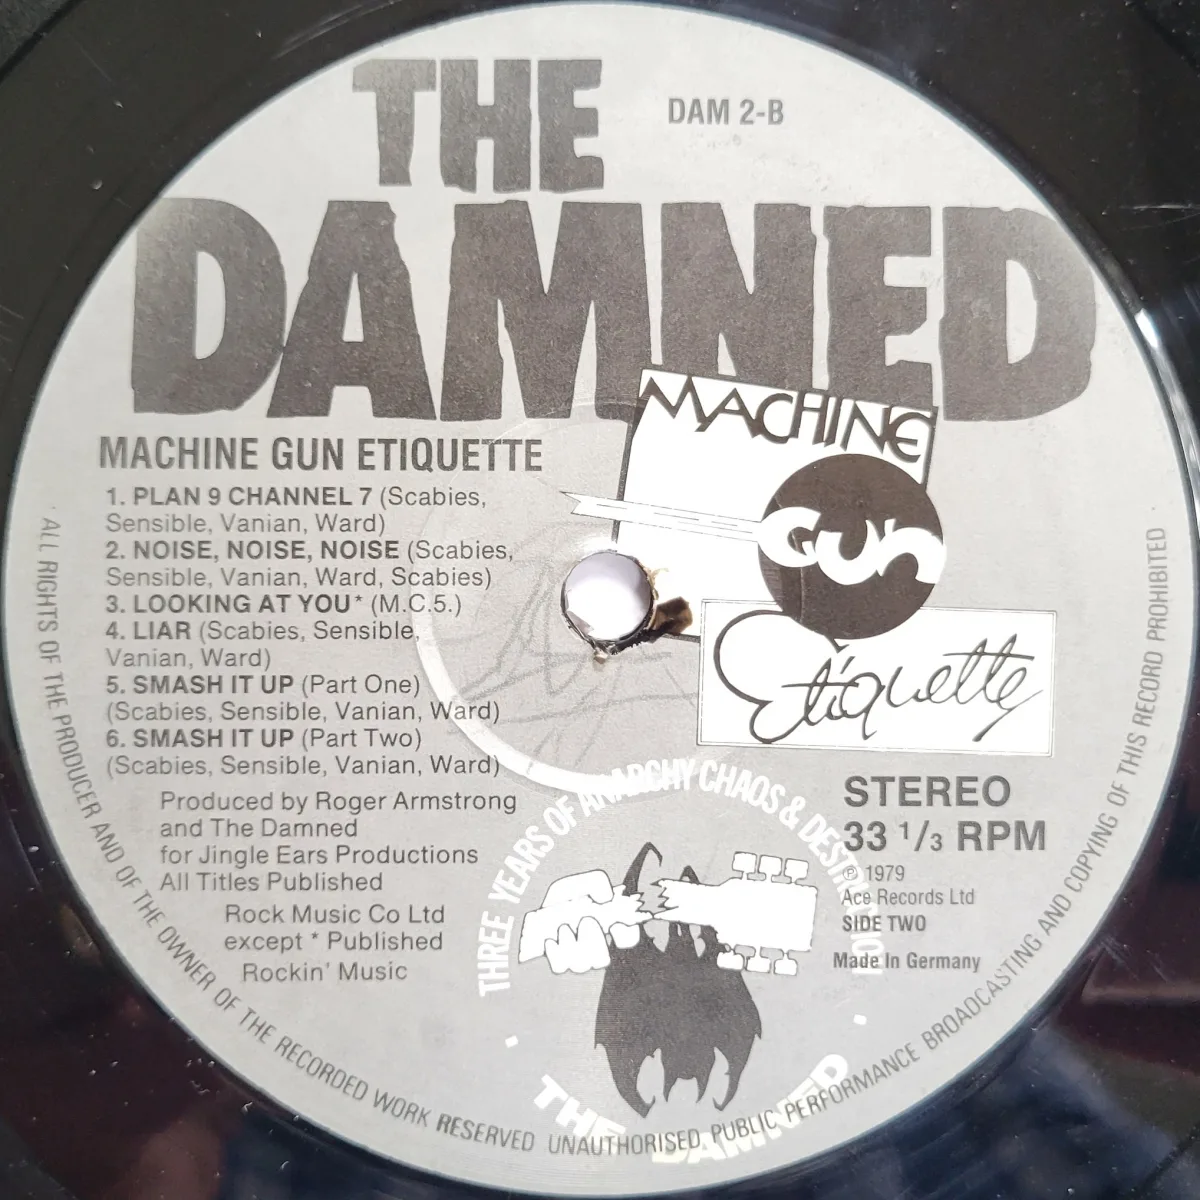 THE
DAMNED
DAM 2-B
MACHINE
GUN
Etiquette
MACHINE GUN ETIQUETTE
1. PLAN 9 CHANNEL 7 (Scabies,
Sensible, Vanian, Ward)
2. NOISE, NOISE, NOISE (Scabies,
Sensible, Vanian, Ward, Scabies)
3. LOOKING AT YOU* (M.C.5.)
4. LIAR (Scabies, Sensible,
Vanian, Ward)
5. SMASH IT UP (Part One)
(Scabies, Sensible, Vanian, Ward)
6. SMASH IT UP (Part Two)
(Scabies, Sensible, Vanian, Ward)
Produced by Roger Armstrong
and The Damned
for Jingle Ears Productions
All Titles Published
Rock Music Co Ltd
except * Published
Rockin' Music
STEREO
33 1/3 RPM
℗ 1979
Ace Records Ltd
SIDE TWO
Made In Germany
THREE YEARS OF ANARCHY CHAOS & DESTRUCTION
THE DAMNED
ALL RIGHTS OF THE PRODUCER AND OF THE OWNER OF THE RECORDED WORK RESERVED UNAUTHORISED, PUBLIC PERFORMANCE BROADCASTING AND COPYING OF THIS RECORD PROHIBITED